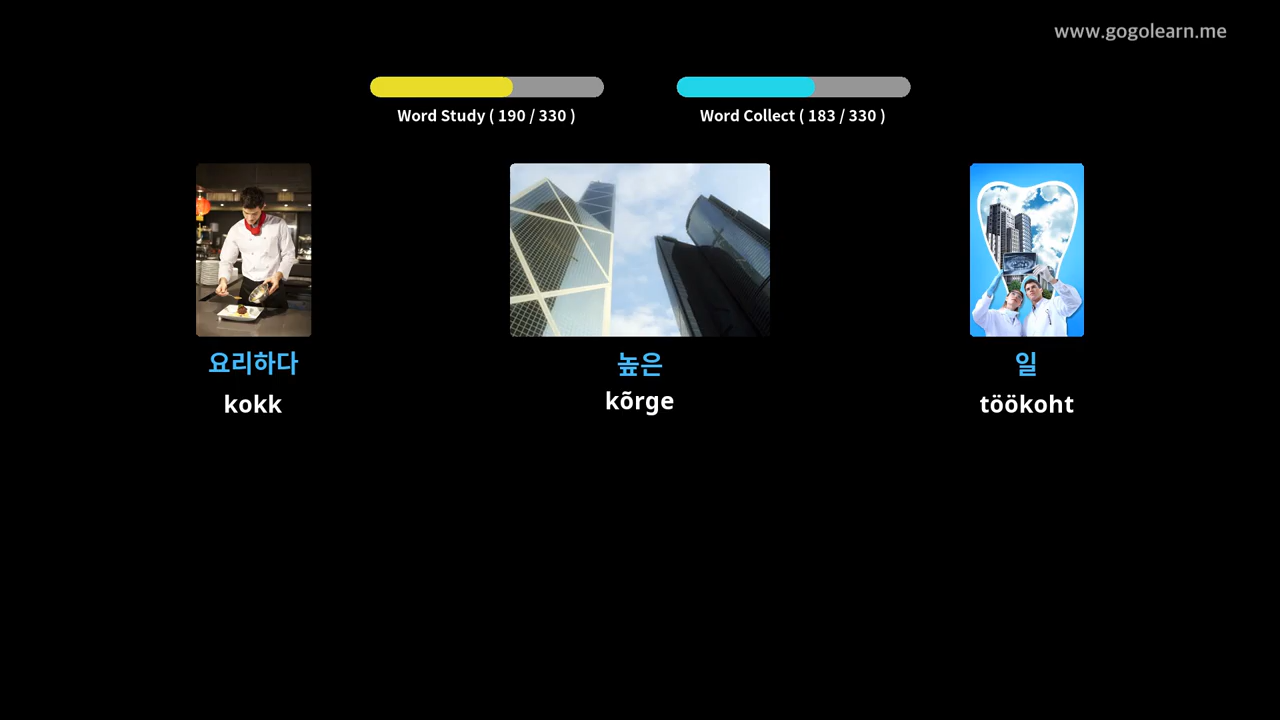 www.gogolearn.me
Word Study ( 190 / 330 )
Word Collect ( 183 / 330 )
요리하다
높은
일
kokk
kõrge
töökoht